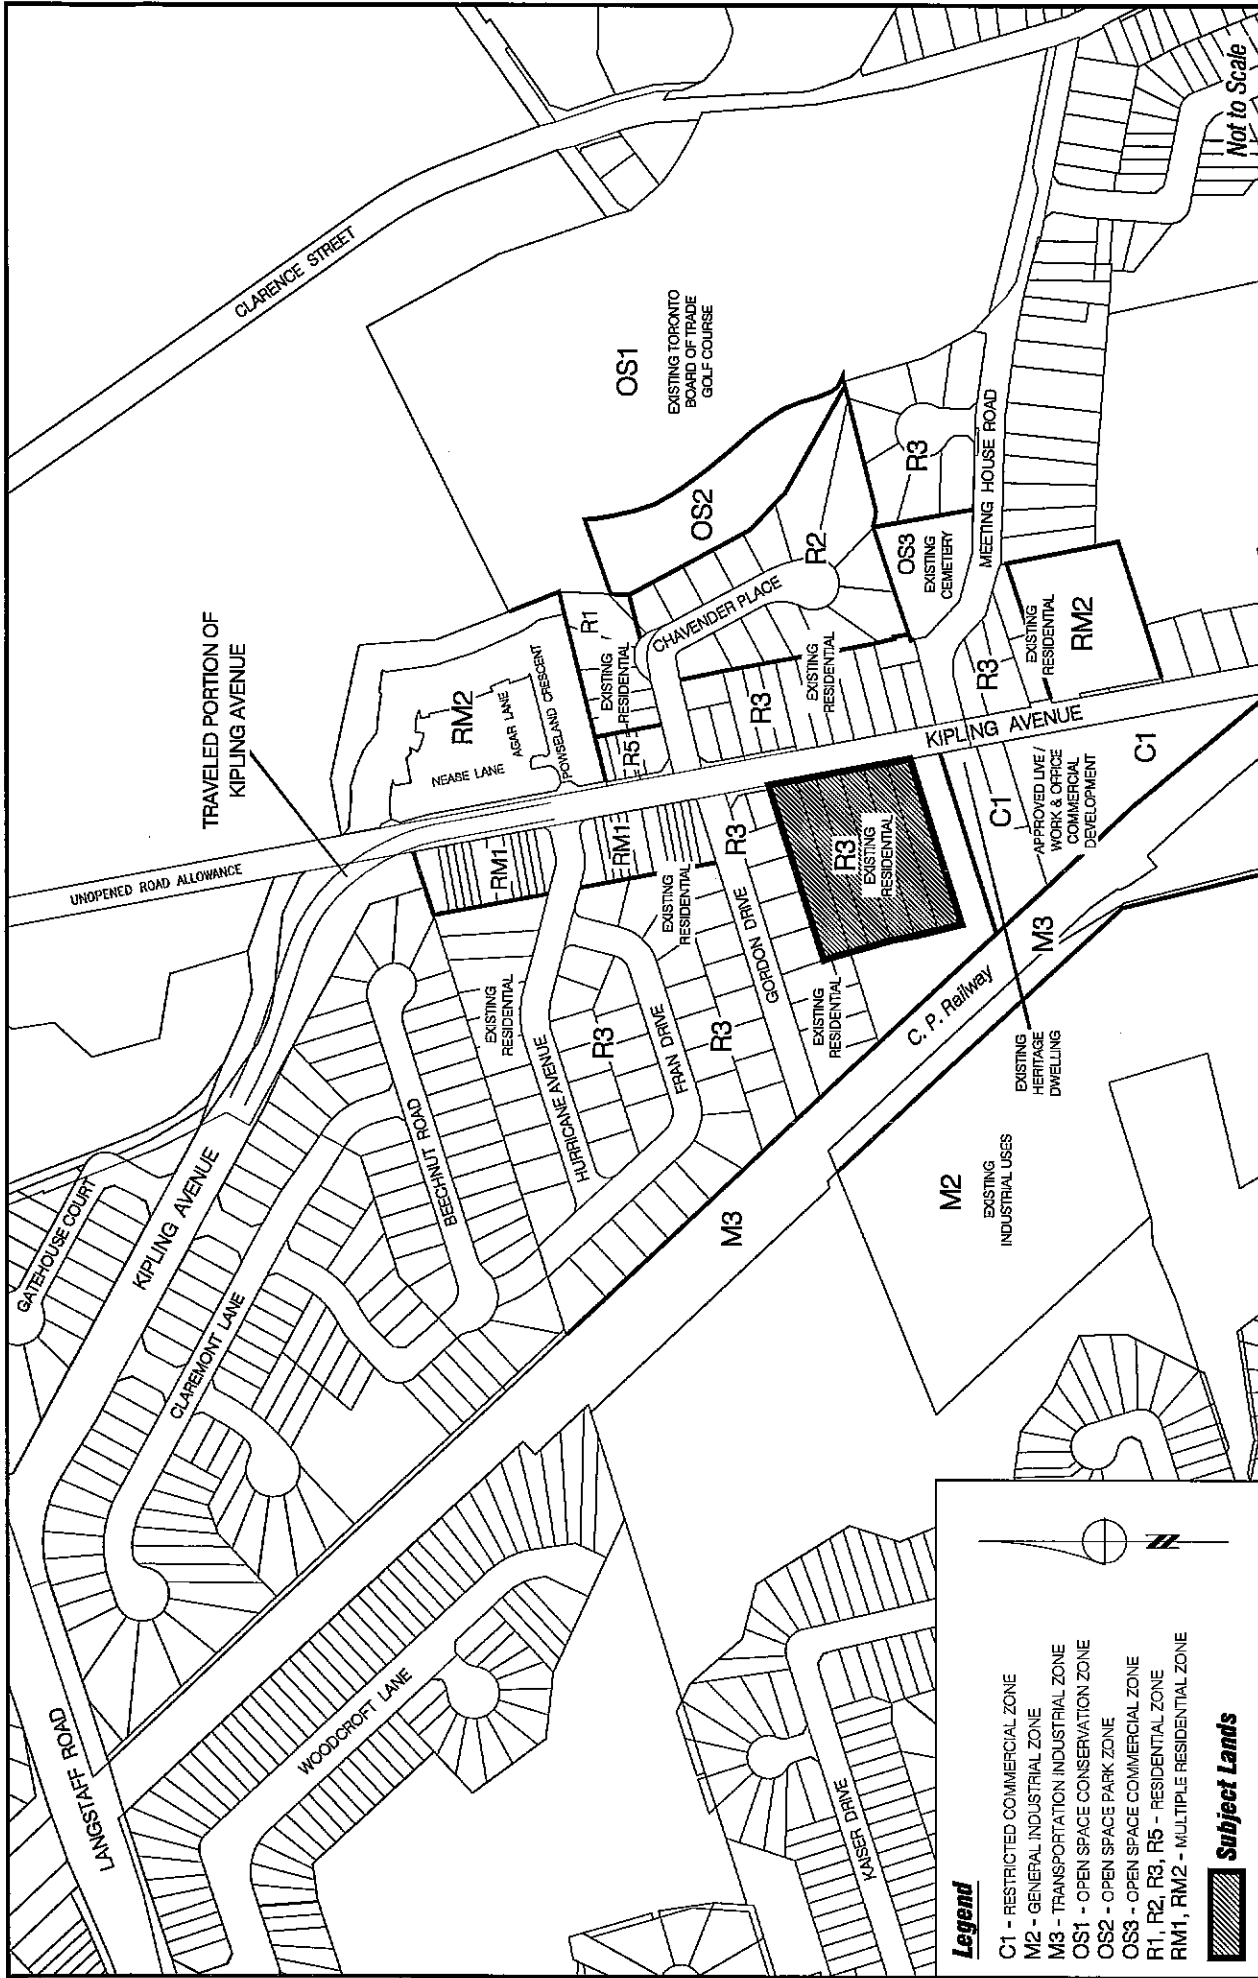 LANGSTAFF ROAD
GATEHOUSE COURT
KIPLING AVENUE
CLAREMONT LANE
WOODCROFT LANE
BEECHNUT ROAD
HURRICANE AVENUE
FRAN DRIVE
GORDON DRIVE
KAISER DRIVE
UNOPENED ROAD ALLOWANCE
TRAVELED PORTION OF
KIPLING AVENUE
CLARENCE STREET
RM2
NEASE LANE
AGAR LANE
POWSELAND CRESCENT
RM1
RM1
R5
R1
EXISTING
RESIDENTIAL
EXISTING
RESIDENTIAL
R3
EXISTING
RESIDENTIAL
R3
R3
EXISTING
RESIDENTIAL
R3
EXISTING
RESIDENTIAL
CHAVENDER PLACE
R3
EXISTING
RESIDENTIAL
R2
OS2
OS1
EXISTING TORONTO
BOARD OF TRADE
GOLF COURSE
OS3
EXISTING
CEMETERY
R3
MEETING HOUSE ROAD
KIPLING AVENUE
R3
EXISTING
RESIDENTIAL
RM2
C1
APPROVED LIVE /
WORK & OFFICE
COMMERCIAL
DEVELOPMENT
C1
M3
C. P. Railway
EXISTING
HERITAGE
DWELLING
M3
M2
EXISTING
INDUSTRIAL USES
Not to Scale
Legend
C1 - RESTRICTED COMMERCIAL ZONE
M2 - GENERAL INDUSTRIAL ZONE
M3 - TRANSPORTATION INDUSTRIAL ZONE
OS1 - OPEN SPACE CONSERVATION ZONE
OS2 - OPEN SPACE PARK ZONE
OS3 - OPEN SPACE COMMERCIAL ZONE
R1, R2, R3, R5 - RESIDENTIAL ZONE
RM1, RM2 - MULTIPLE RESIDENTIAL ZONE
Subject Lands
N